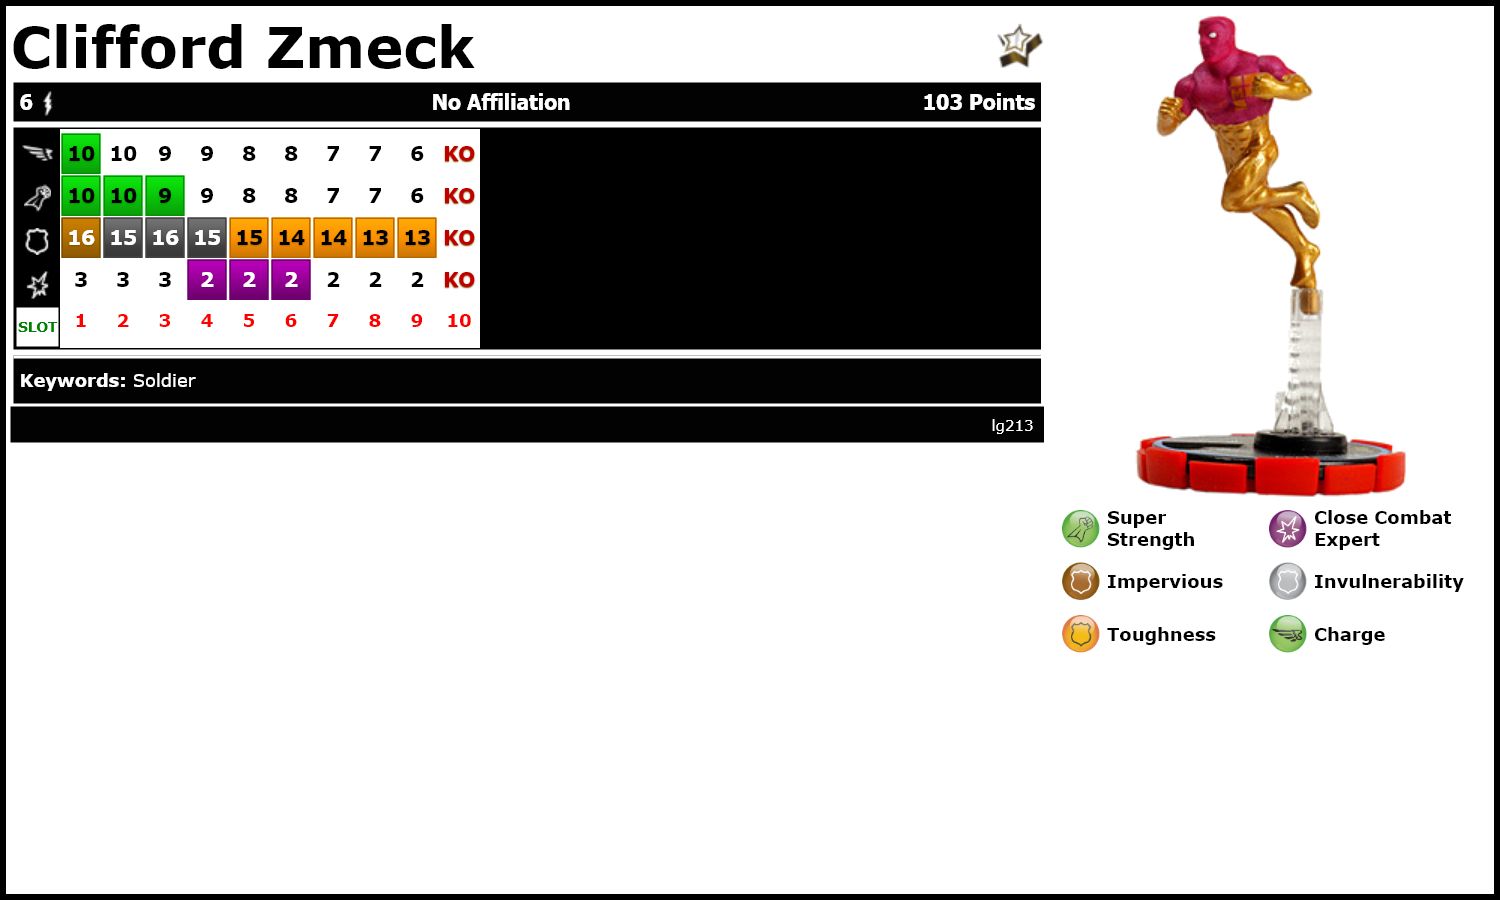 Clifford Zmeck
6 No Affiliation 103 Points
10 10 9 9 8 8 7 7 6 KO
10 10 9 9 8 8 7 7 6 KO
16 15 16 15 15 14 14 13 13 KO
3 3 3 2 2 2 2 2 2 KO
SLOT 1 2 3 4 5 6 7 8 9 10
Keywords: Soldier
lg213
Super
Strength
Close Combat
Expert
Impervious
Invulnerability
Toughness
Charge